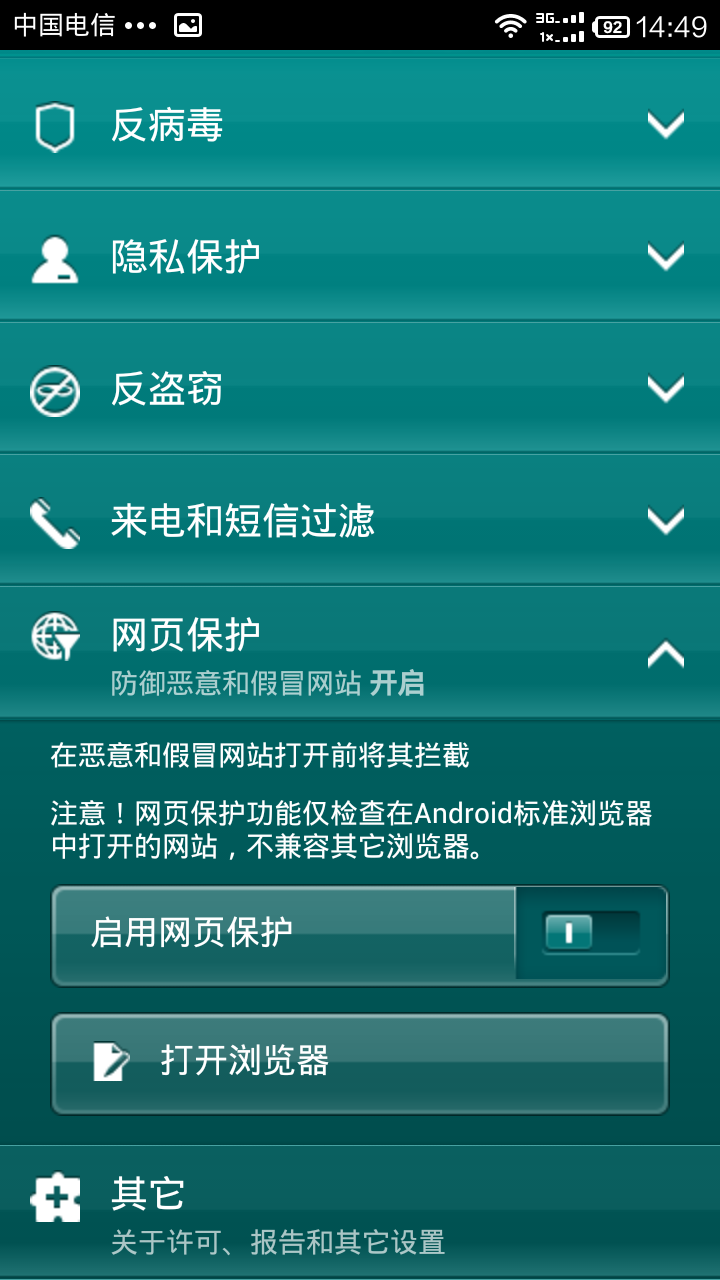 中国电信 ••• 3G 1× 92 14:49
反病毒
隐私保护
反盗窃
来电和短信过滤
网页保护
防御恶意和假冒网站 开启
在恶意和假冒网站打开前将其拦截
注意！网页保护功能仅检查在Android标准浏览器
中打开的网站，不兼容其它浏览器。
启用网页保护
打开浏览器
其它
关于许可、报告和其它设置